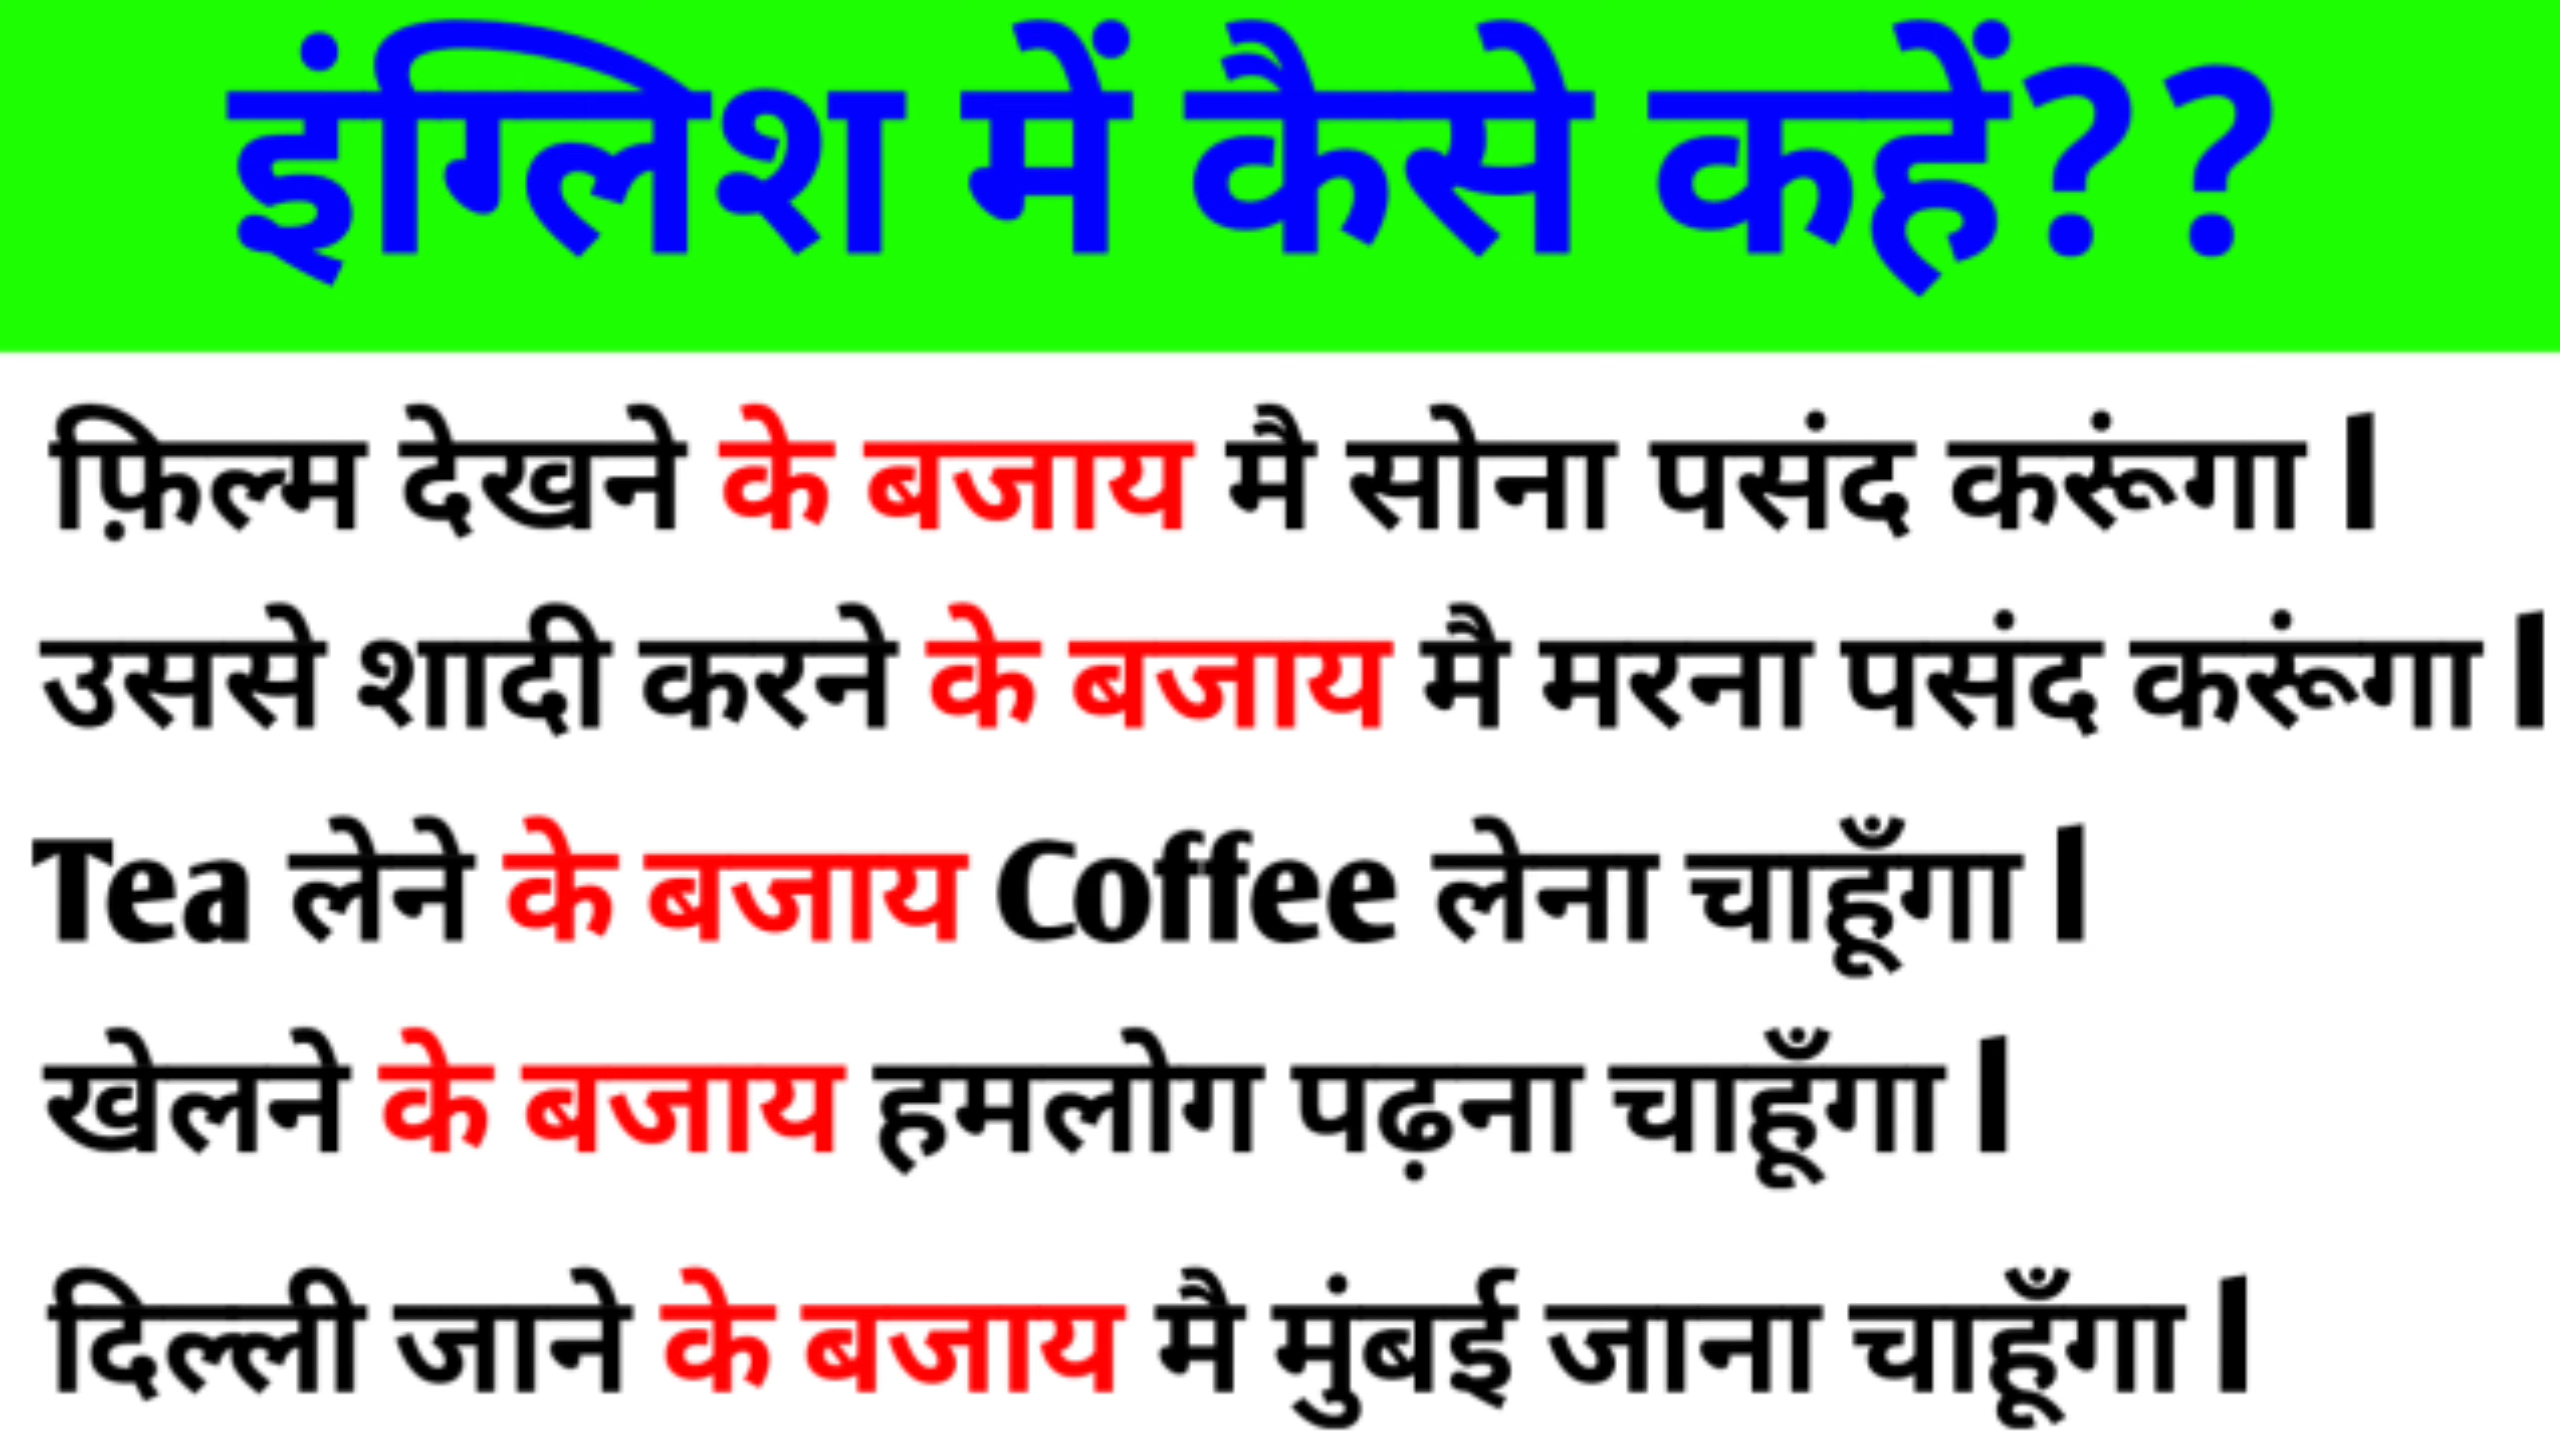 इंग्लिश में कैसे कहें??
फ़िल्म देखने के बजाय मै सोना पसंद करूंगा।
उससे शादी करने के बजाय मै मरना पसंद करूंगा।
Tea लेने के बजाय Coffee लेना चाहूँगा।
खेलने के बजाय हमलोग पढ़ना चाहूँगा।
दिल्ली जाने के बजाय मै मुंबई जाना चाहूँगा।